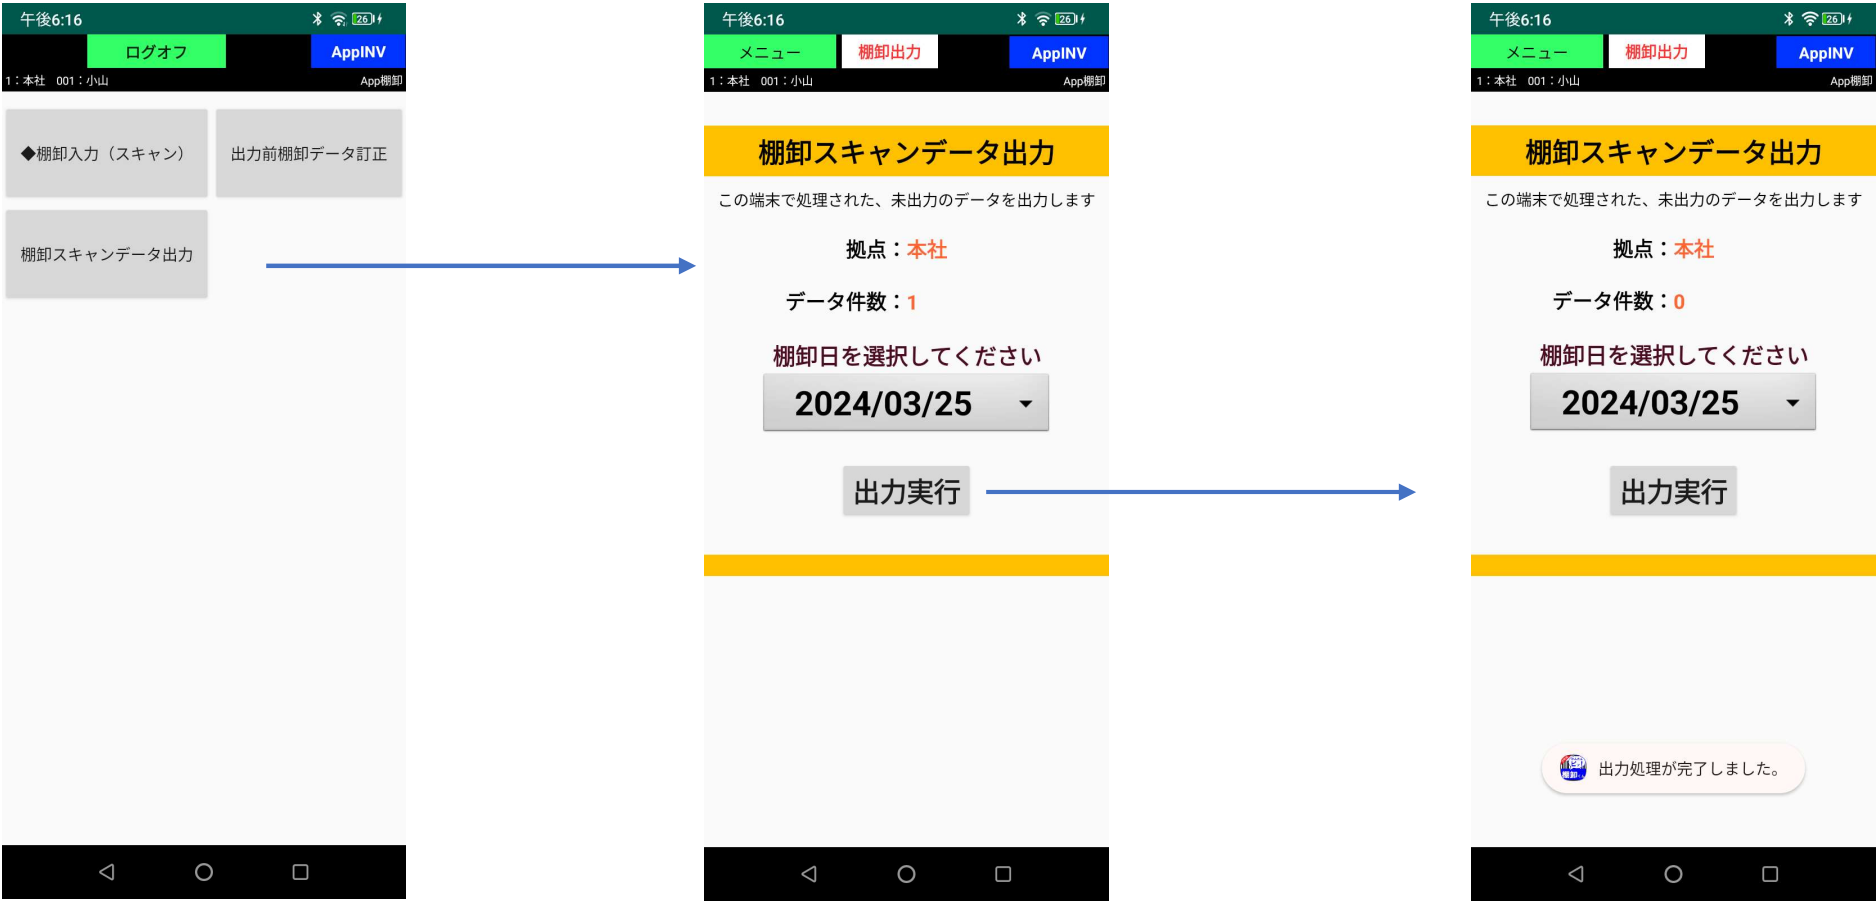 午後6:16
26
ログオフ
AppINV
1：本社　001：小山
App棚卸
◆棚卸入力（スキャン）
出力前棚卸データ訂正
棚卸スキャンデータ出力
午後6:16
26
メニュー
棚卸出力
AppINV
1：本社　001：小山
App棚卸
棚卸スキャンデータ出力
この端末で処理された、未出力のデータを出力します
拠点：本社
データ件数：1
棚卸日を選択してください
2024/03/25
出力実行
午後6:16
26
メニュー
棚卸出力
AppINV
1：本社　001：小山
App棚卸
棚卸スキャンデータ出力
この端末で処理された、未出力のデータを出力します
拠点：本社
データ件数：0
棚卸日を選択してください
2024/03/25
出力実行
出力処理が完了しました。